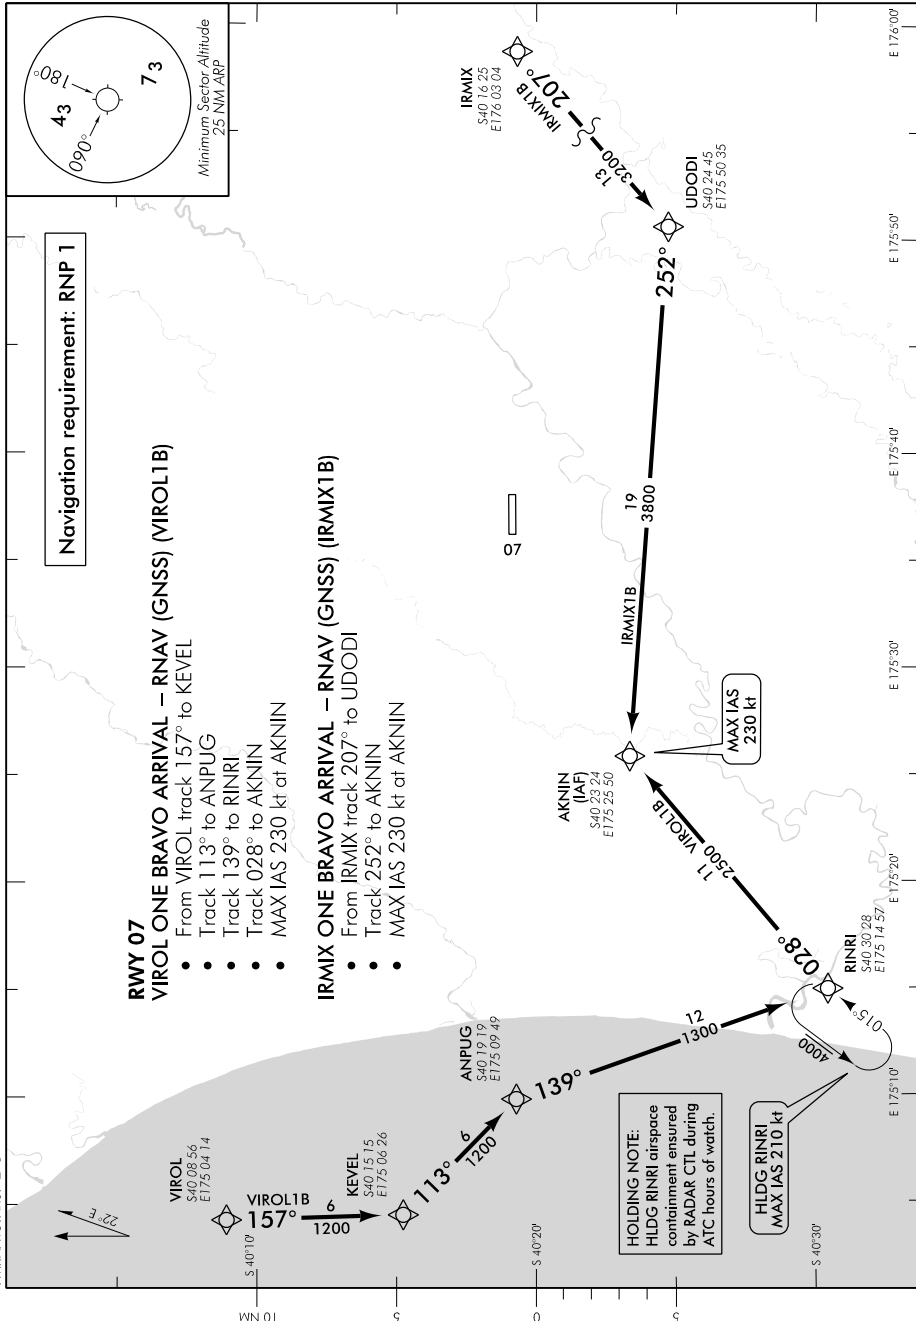 Navigation requirement: RNP 1
43
73
180°
060°
Minimum Sector Altitude
25 NM ARP
RWY 07
VIROL ONE BRAVO ARRIVAL – RNAV (GNSS) (VIROL1B)
• From VIROL track 157° to KEVEL
• Track 113° to ANPUG
• Track 139° to RINRI
• Track 028° to AKNIN
• MAX IAS 230 kt at AKNIN
IRMIX ONE BRAVO ARRIVAL – RNAV (GNSS) (IRMIX1B)
• From IRMIX track 207° to UDODI
• Track 252° to AKNIN
• MAX IAS 230 kt at AKNIN
22° E
VIROL
S40 08 56
E175 04 14
VIROL1B
157°
6
1200
KEVEL
S40 15 15
E175 06 26
113°
6
1200
ANPUG
S40 19 19
E175 09 49
139°
12
1300
RINRI
S40 30 28
E175 14 57
015°
4000
HLDG RINRI
MAX IAS 210 kt
HOLDING NOTE:
HLDG RINRI airspace
containment ensured
by RADAR CTL during
ATC hours of watch.
028°
11
2500
VIROL1B
AKNIN
(IAF)
S40 23 24
E175 25 50
MAX IAS
230 kt
IRMIX1B
19
3800
252°
UDODI
S40 24 45
E175 50 35
13
3200
IRMIX1B
207°
IRMIX
S40 16 25
E176 03 04
07
S 40°10'
S 40°20'
S 40°30'
10 NM
5
0
5
E 175°10'
E 175°20'
E 175°30'
E 175°40'
E 175°50'
E 176°00'